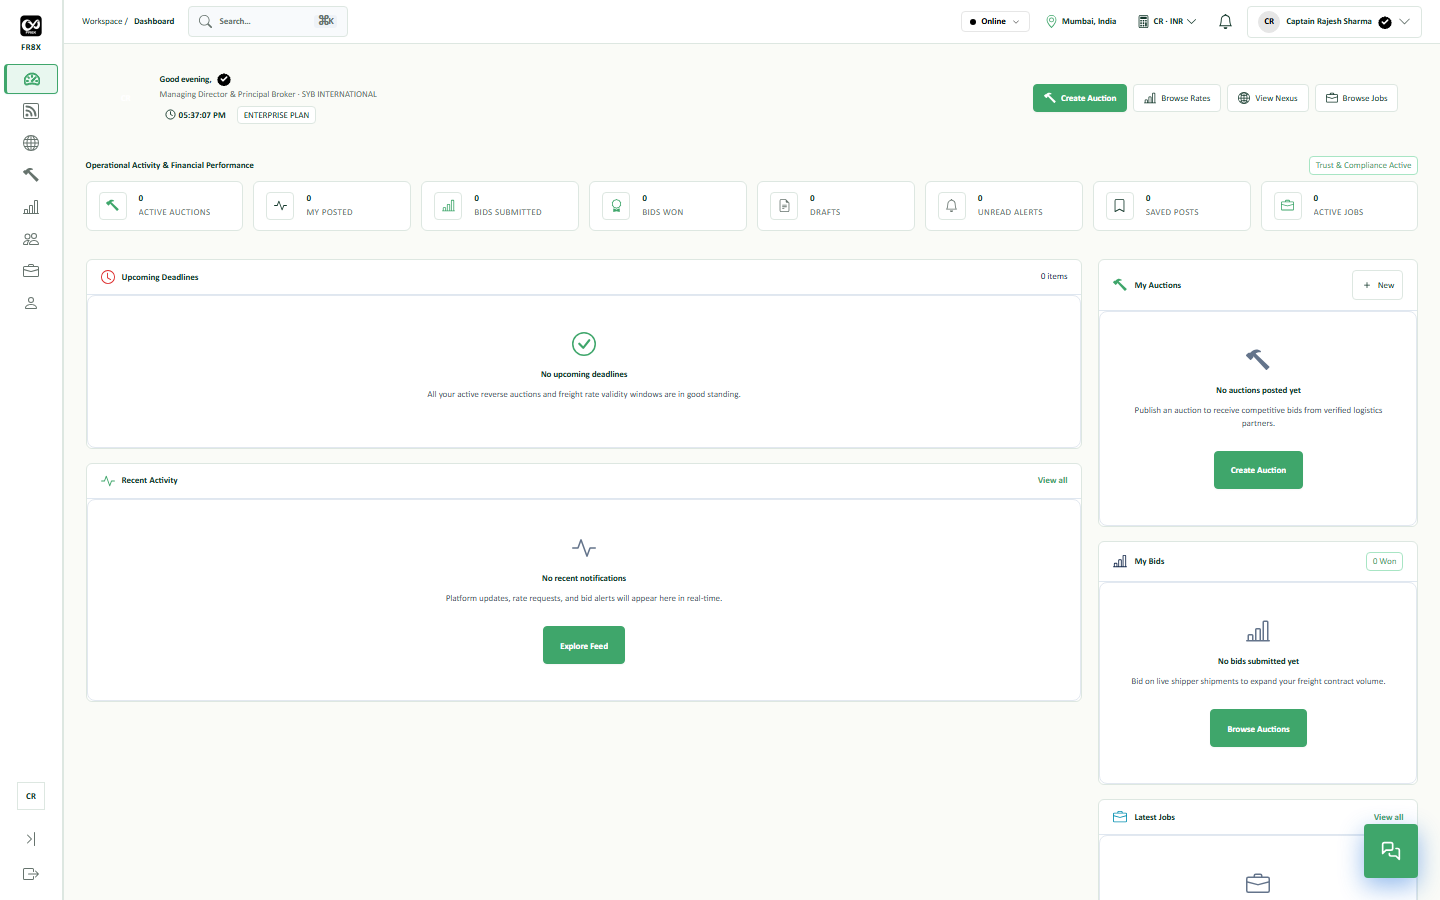 FR8X
Workspace / Dashboard
Search...
⌘K
Online
Mumbai, India
CR · INR
CR
Captain Rajesh Sharma
Good evening,
Managing Director & Principal Broker · SYB INTERNATIONAL
05:37:07 PM
ENTERPRISE PLAN
Create Auction
Browse Rates
View Nexus
Browse Jobs
Operational Activity & Financial Performance
Trust & Compliance Active
0
ACTIVE AUCTIONS
0
MY POSTED
0
BIDS SUBMITTED
0
BIDS WON
0
DRAFTS
0
UNREAD ALERTS
0
SAVED POSTS
0
ACTIVE JOBS
Upcoming Deadlines
0 items
No upcoming deadlines
All your active reverse auctions and freight rate validity windows are in good standing.
Recent Activity
View all
No recent notifications
Platform updates, rate requests, and bid alerts will appear here in real-time.
Explore Feed
My Auctions
+ New
No auctions posted yet
Publish an auction to receive competitive bids from verified logistics
partners.
Create Auction
My Bids
0 Won
No bids submitted yet
Bid on live shipper shipments to expand your freight contract volume.
Browse Auctions
Latest Jobs
View all
CR